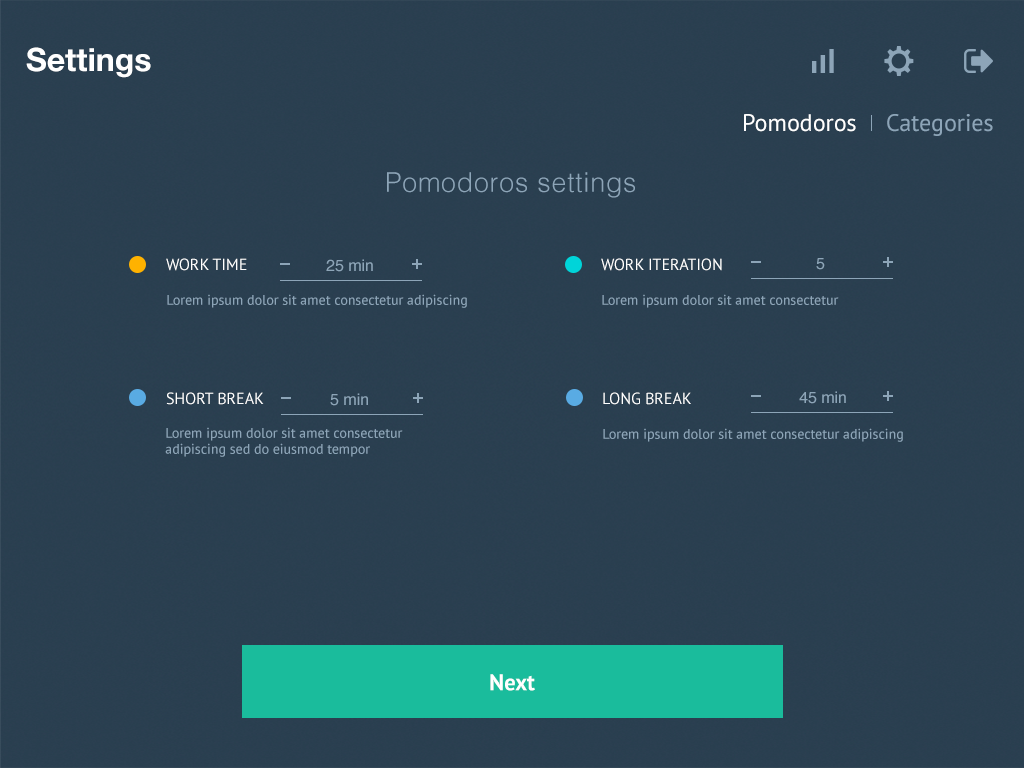 Settings
Pomodoros | Categories
Pomodoros settings
WORK TIME − 25 min +
Lorem ipsum dolor sit amet consectetur adipiscing
WORK ITERATION − 5 +
Lorem ipsum dolor sit amet consectetur
SHORT BREAK − 5 min +
Lorem ipsum dolor sit amet consectetur
adipiscing sed do eiusmod tempor
LONG BREAK − 45 min +
Lorem ipsum dolor sit amet consectetur adipiscing
Next